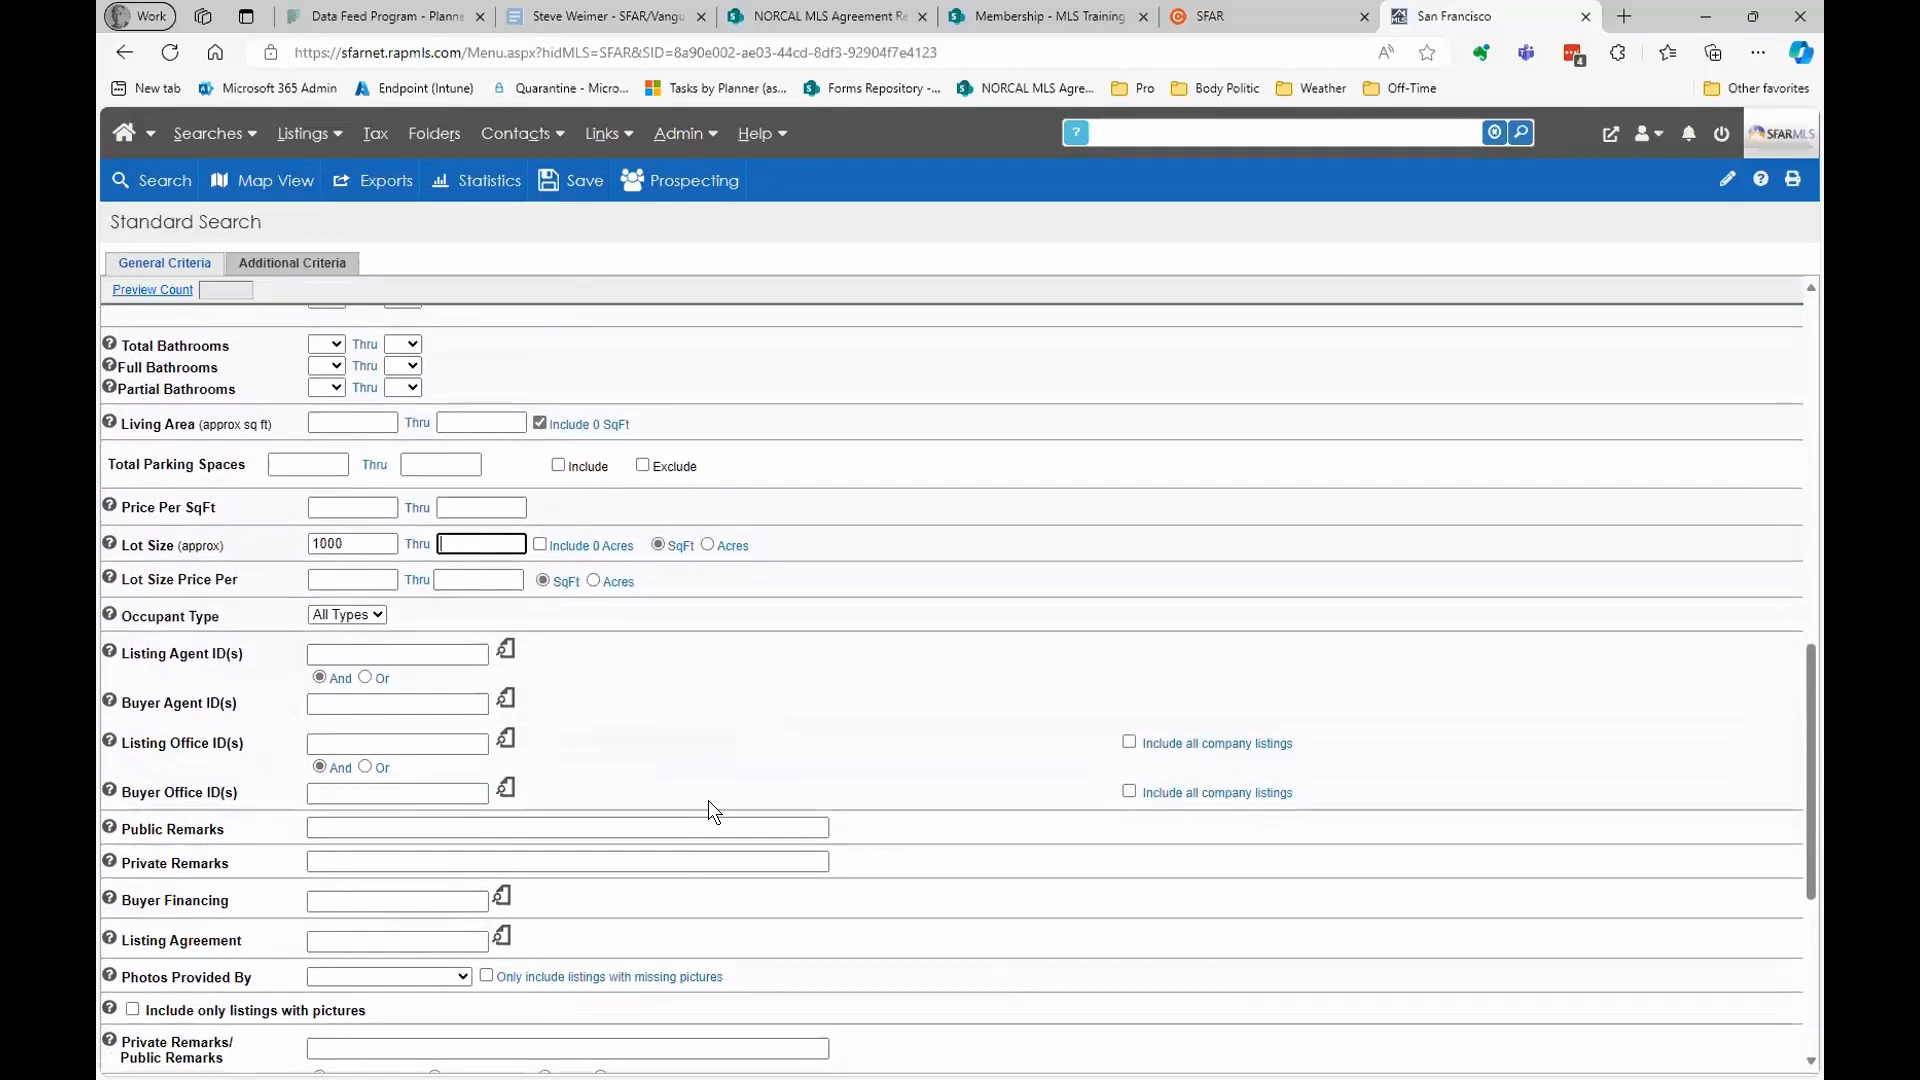 Work
Data Feed Program - Planne
Steve Weimer - SFAR/Vangu
NORCAL MLS Agreement Re
Membership - MLS Training
SFAR
San Francisco
https://sfarnet.rapmls.com/Menu.aspx?hidMLS=SFAR&SID=8a90e002-ae03-44cd-8df3-92904f7e4123
4
New tab
Microsoft 365 Admin
Endpoint (Intune)
Quarantine - Micro...
Tasks by Planner (as...
Forms Repository -...
NORCAL MLS Agre...
Pro
Body Politic
Weather
Off-Time
Other favorites
Searches
Listings
Tax
Folders
Contacts
Links
Admin
Help
?
SFARMLS
Search
Map View
Exports
Statistics
Save
Prospecting
Standard Search
General Criteria
Additional Criteria
Preview Count
Total Bathrooms Thru
Full Bathrooms Thru
Partial Bathrooms Thru
Living Area (approx sq ft) Thru Include 0 SqFt
Total Parking Spaces Thru Include Exclude
Price Per SqFt Thru
Lot Size (approx) 1000 Thru Include 0 Acres SqFt Acres
Lot Size Price Per Thru SqFt Acres
Occupant Type All Types
Listing Agent ID(s)
And Or
Buyer Agent ID(s)
Listing Office ID(s) Include all company listings
And Or
Buyer Office ID(s) Include all company listings
Public Remarks
Private Remarks
Buyer Financing
Listing Agreement
Photos Provided By Only include listings with missing pictures
Include only listings with pictures
Private Remarks/
Public Remarks